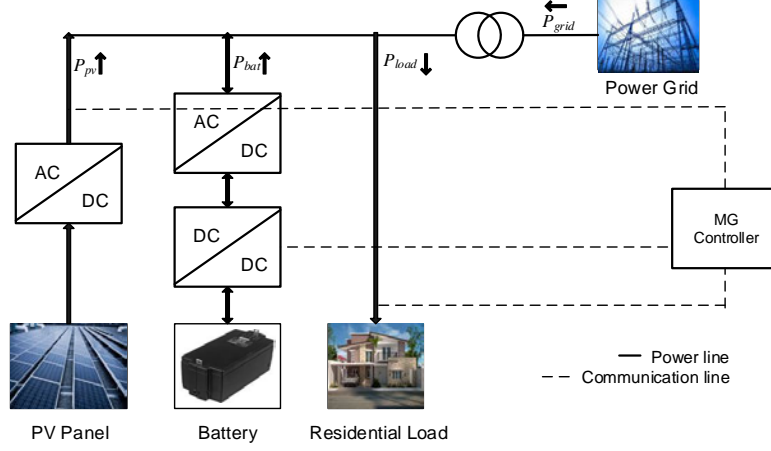 P_grid
P_pv
P_bat
P_load
Power Grid
AC
DC
AC
DC
DC
DC
MG
Controller
Power line
Communication line
PV Panel
Battery
Residential Load